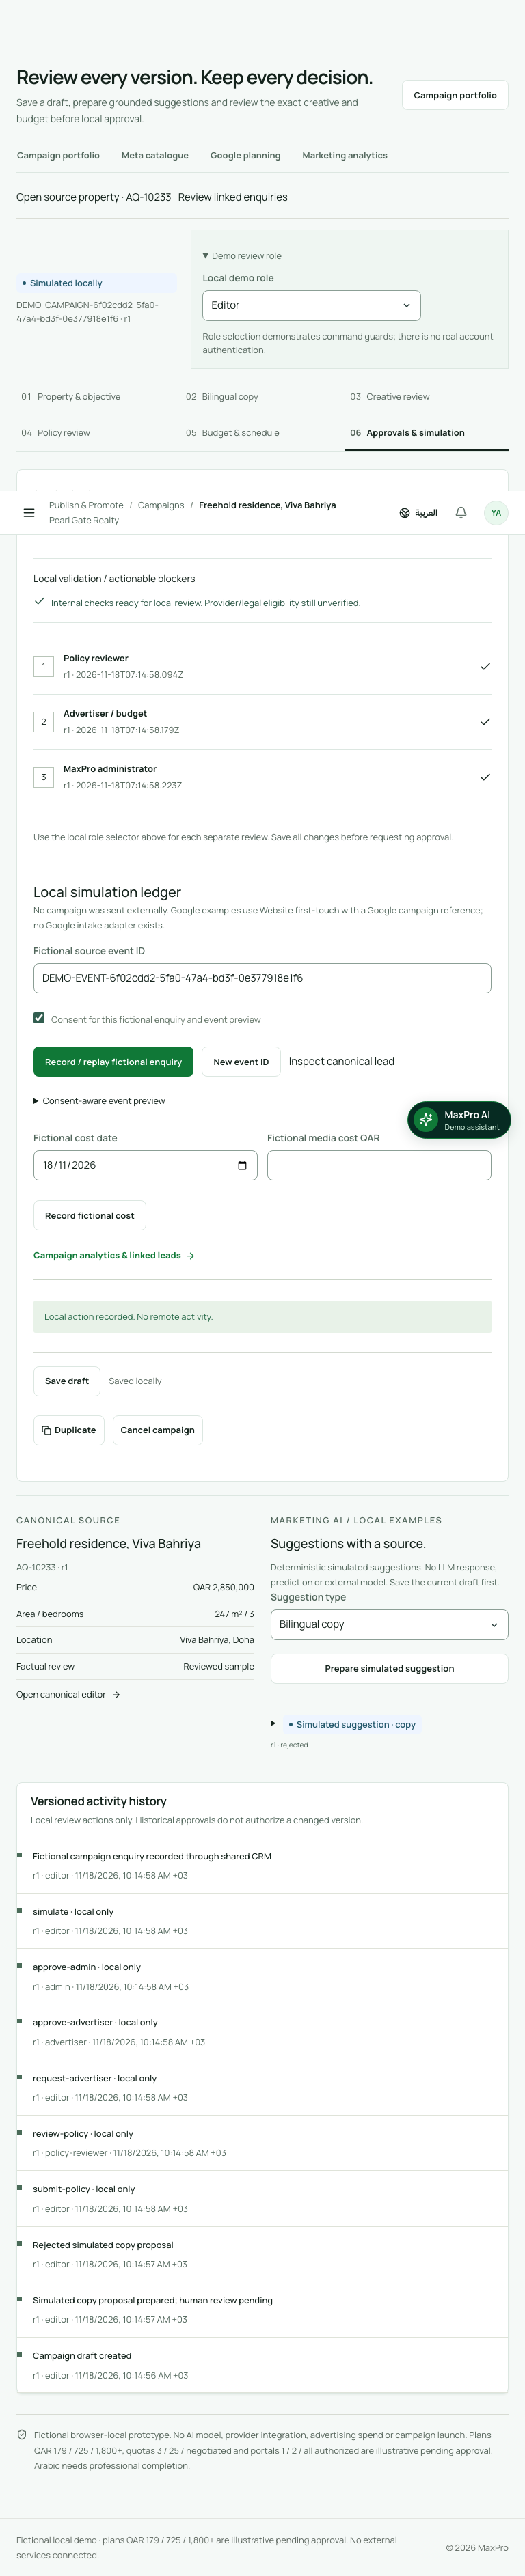 Review every version. Keep every decision.
Save a draft, prepare grounded suggestions and review the exact creative and
budget before local approval.
Campaign portfolio
Campaign portfolio
Meta catalogue
Google planning
Marketing analytics
Open source property · AQ-10233
Review linked enquiries
Simulated locally
DEMO-CAMPAIGN-6f02cdd2-5fa0-
47a4-bd3f-0e377918e1f6 · r1
Demo review role
Local demo role
Editor
Role selection demonstrates command guards; there is no real account
authentication.
01 Property & objective
02 Bilingual copy
03 Creative review
04 Policy review
05 Budget & schedule
06 Approvals & simulation
Publish & Promote / Campaigns / Freehold residence, Viva Bahriya
Pearl Gate Realty
العربية
YA
Local validation / actionable blockers
Internal checks ready for local review. Provider/legal eligibility still unverified.
1
Policy reviewer
r1 · 2026-11-18T07:14:58.094Z
2
Advertiser / budget
r1 · 2026-11-18T07:14:58.179Z
3
MaxPro administrator
r1 · 2026-11-18T07:14:58.223Z
Use the local role selector above for each separate review. Save all changes before requesting approval.
Local simulation ledger
No campaign was sent externally. Google examples use Website first-touch with a Google campaign reference;
no Google intake adapter exists.
Fictional source event ID
DEMO-EVENT-6f02cdd2-5fa0-47a4-bd3f-0e377918e1f6
Consent for this fictional enquiry and event preview
Record / replay fictional enquiry
New event ID
Inspect canonical lead
Consent-aware event preview
MaxPro AI
Demo assistant
Fictional cost date
Fictional media cost QAR
18/11/2026
Record fictional cost
Campaign analytics & linked leads
Local action recorded. No remote activity.
Save draft
Saved locally
Duplicate
Cancel campaign
CANONICAL SOURCE
Freehold residence, Viva Bahriya
AQ-10233 · r1
Price QAR 2,850,000
Area / bedrooms 247 m² / 3
Location Viva Bahriya, Doha
Factual review Reviewed sample
Open canonical editor
MARKETING AI / LOCAL EXAMPLES
Suggestions with a source.
Deterministic simulated suggestions. No LLM response,
prediction or external model. Save the current draft first.
Suggestion type
Bilingual copy
Prepare simulated suggestion
Simulated suggestion · copy
r1 · rejected
Versioned activity history
Local review actions only. Historical approvals do not authorize a changed version.
Fictional campaign enquiry recorded through shared CRM
r1 · editor · 11/18/2026, 10:14:58 AM +03
simulate · local only
r1 · editor · 11/18/2026, 10:14:58 AM +03
approve-admin · local only
r1 · admin · 11/18/2026, 10:14:58 AM +03
approve-advertiser · local only
r1 · advertiser · 11/18/2026, 10:14:58 AM +03
request-advertiser · local only
r1 · editor · 11/18/2026, 10:14:58 AM +03
review-policy · local only
r1 · policy-reviewer · 11/18/2026, 10:14:58 AM +03
submit-policy · local only
r1 · editor · 11/18/2026, 10:14:58 AM +03
Rejected simulated copy proposal
r1 · editor · 11/18/2026, 10:14:57 AM +03
Simulated copy proposal prepared; human review pending
r1 · editor · 11/18/2026, 10:14:57 AM +03
Campaign draft created
r1 · editor · 11/18/2026, 10:14:56 AM +03
Fictional browser-local prototype. No AI model, provider integration, advertising spend or campaign launch. Plans
QAR 179 / 725 / 1,800+, quotas 3 / 25 / negotiated and portals 1 / 2 / all authorized are illustrative pending approval.
Arabic needs professional completion.
Fictional local demo · plans QAR 179 / 725 / 1,800+ are illustrative pending approval. No external
services connected.
© 2026 MaxPro